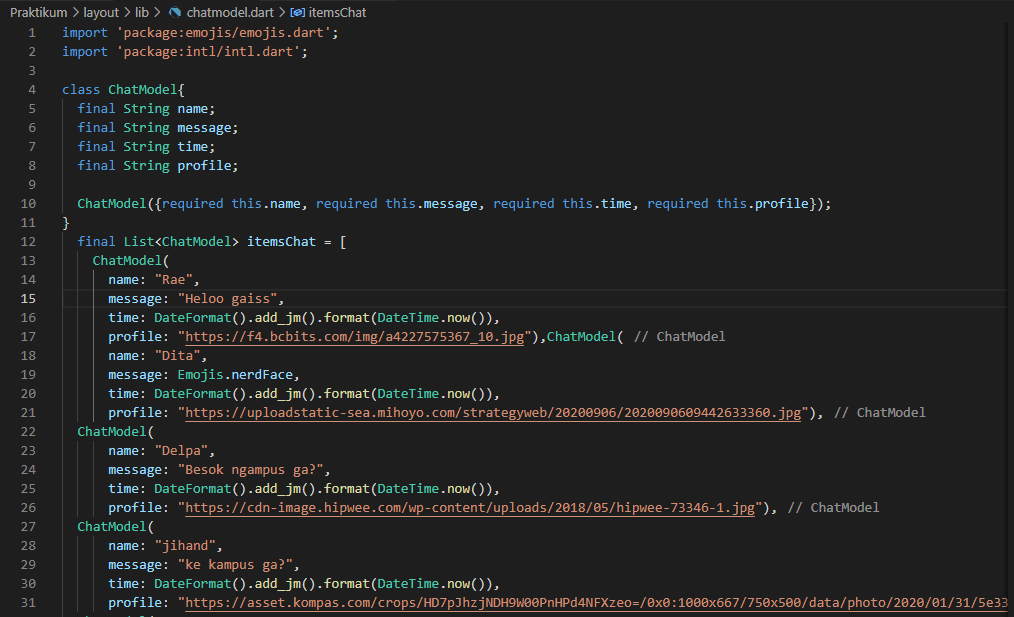 Praktikum > layout > lib > chatmodel.dart > itemsChat
1 import 'package:emojis/emojis.dart';
2 import 'package:intl/intl.dart';
3
4 class ChatModel{
5 final String name;
6 final String message;
7 final String time;
8 final String profile;
9
10 ChatModel({required this.name, required this.message, required this.time, required this.profile});
11 }
12 final List<ChatModel> itemsChat = [
13 ChatModel(
14 name: "Rae",
15 message: "Heloo gaiss",
16 time: DateFormat().add_jm().format(DateTime.now()),
17 profile: "https://f4.bcbits.com/img/a4227575367_10.jpg"),ChatModel( // ChatModel
18 name: "Dita",
19 message: Emojis.nerdFace,
20 time: DateFormat().add_jm().format(DateTime.now()),
21 profile: "https://uploadstatic-sea.mihoyo.com/strategyweb/20200906/2020090609442633360.jpg"), // ChatModel
22 ChatModel(
23 name: "Delpa",
24 message: "Besok ngampus ga?",
25 time: DateFormat().add_jm().format(DateTime.now()),
26 profile: "https://cdn-image.hipwee.com/wp-content/uploads/2018/05/hipwee-73346-1.jpg"), // ChatModel
27 ChatModel(
28 name: "jihand",
29 message: "ke kampus ga?",
30 time: DateFormat().add_jm().format(DateTime.now()),
31 profile: "https://asset.kompas.com/crops/HD7pJhzjNDH9W00PnHPd4NFXzeo=/0x0:1000x667/750x500/data/photo/2020/01/31/5e33